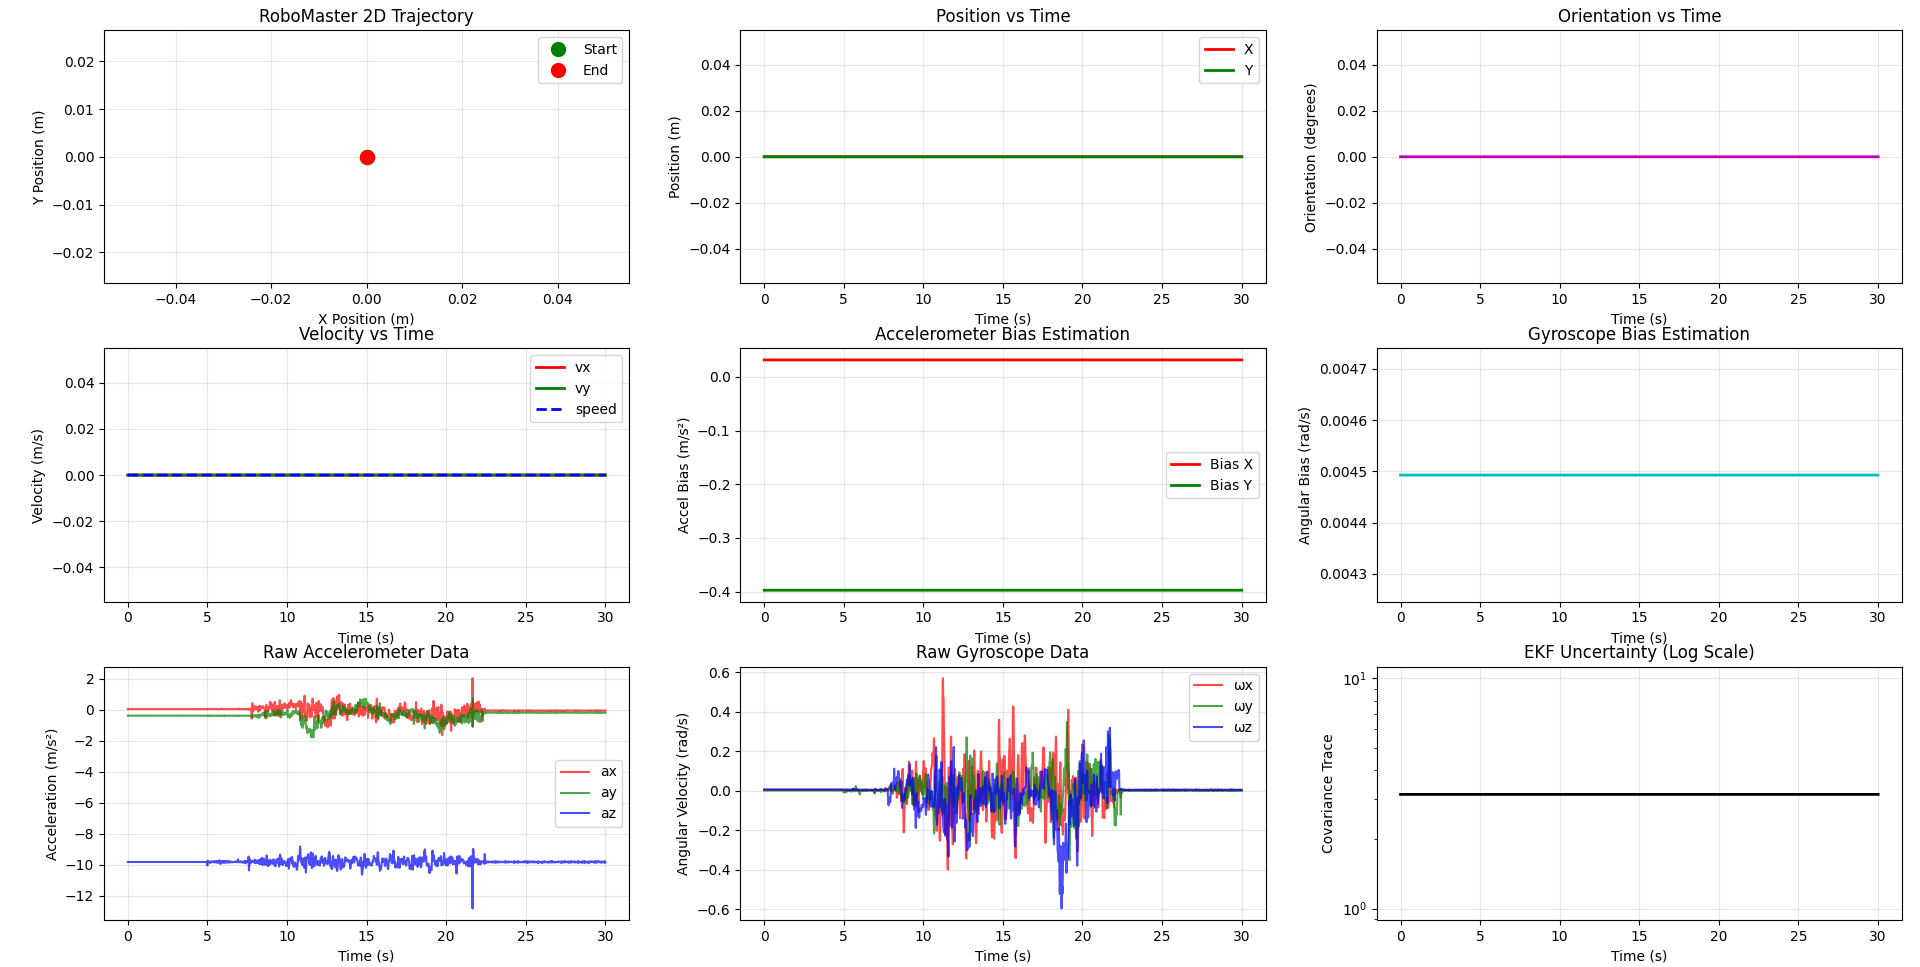 RoboMaster 2D Trajectory
Y Position (m)
0.02
0.01
0.00
−0.01
−0.02
Start
End
−0.04 −0.02 0.00 0.02 0.04
X Position (m)
Position vs Time
Position (m)
0.04
0.02
0.00
−0.02
−0.04
X
Y
0 5 10 15 20 25 30
Time (s)
Orientation vs Time
Orientation (degrees)
0.04
0.02
0.00
−0.02
−0.04
0 5 10 15 20 25 30
Time (s)
Velocity vs Time
Velocity (m/s)
0.04
0.02
0.00
−0.02
−0.04
vx
vy
speed
0 5 10 15 20 25 30
Time (s)
Accelerometer Bias Estimation
Accel Bias (m/s²)
0.0
−0.1
−0.2
−0.3
−0.4
Bias X
Bias Y
0 5 10 15 20 25 30
Time (s)
Gyroscope Bias Estimation
Angular Bias (rad/s)
0.0047
0.0046
0.0045
0.0044
0.0043
0 5 10 15 20 25 30
Time (s)
Raw Accelerometer Data
Acceleration (m/s²)
2
0
−2
−4
−6
−8
−10
−12
ax
ay
az
0 5 10 15 20 25 30
Time (s)
Raw Gyroscope Data
Angular Velocity (rad/s)
0.6
0.4
0.2
0.0
−0.2
−0.4
−0.6
ωx
ωy
ωz
0 5 10 15 20 25 30
Time (s)
EKF Uncertainty (Log Scale)
Covariance Trace
10¹
10⁰
0 5 10 15 20 25 30
Time (s)